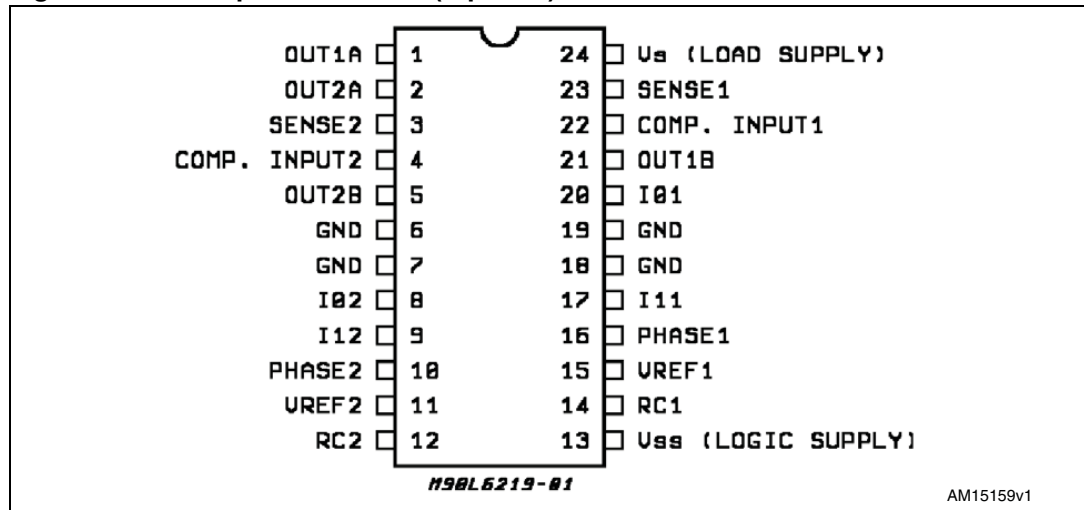 OUT1A 1 24 Vs (LOAD SUPPLY)
OUT2A 2 23 SENSE1
SENSE2 3 22 COMP. INPUT1
COMP. INPUT2 4 21 OUT1B
OUT2B 5 20 I01
GND 6 19 GND
GND 7 18 GND
I02 8 17 I11
I12 9 16 PHASE1
PHASE2 10 15 VREF1
VREF2 11 14 RC1
RC2 12 13 Vss (LOGIC SUPPLY)
M90L6219-01
AM15159v1